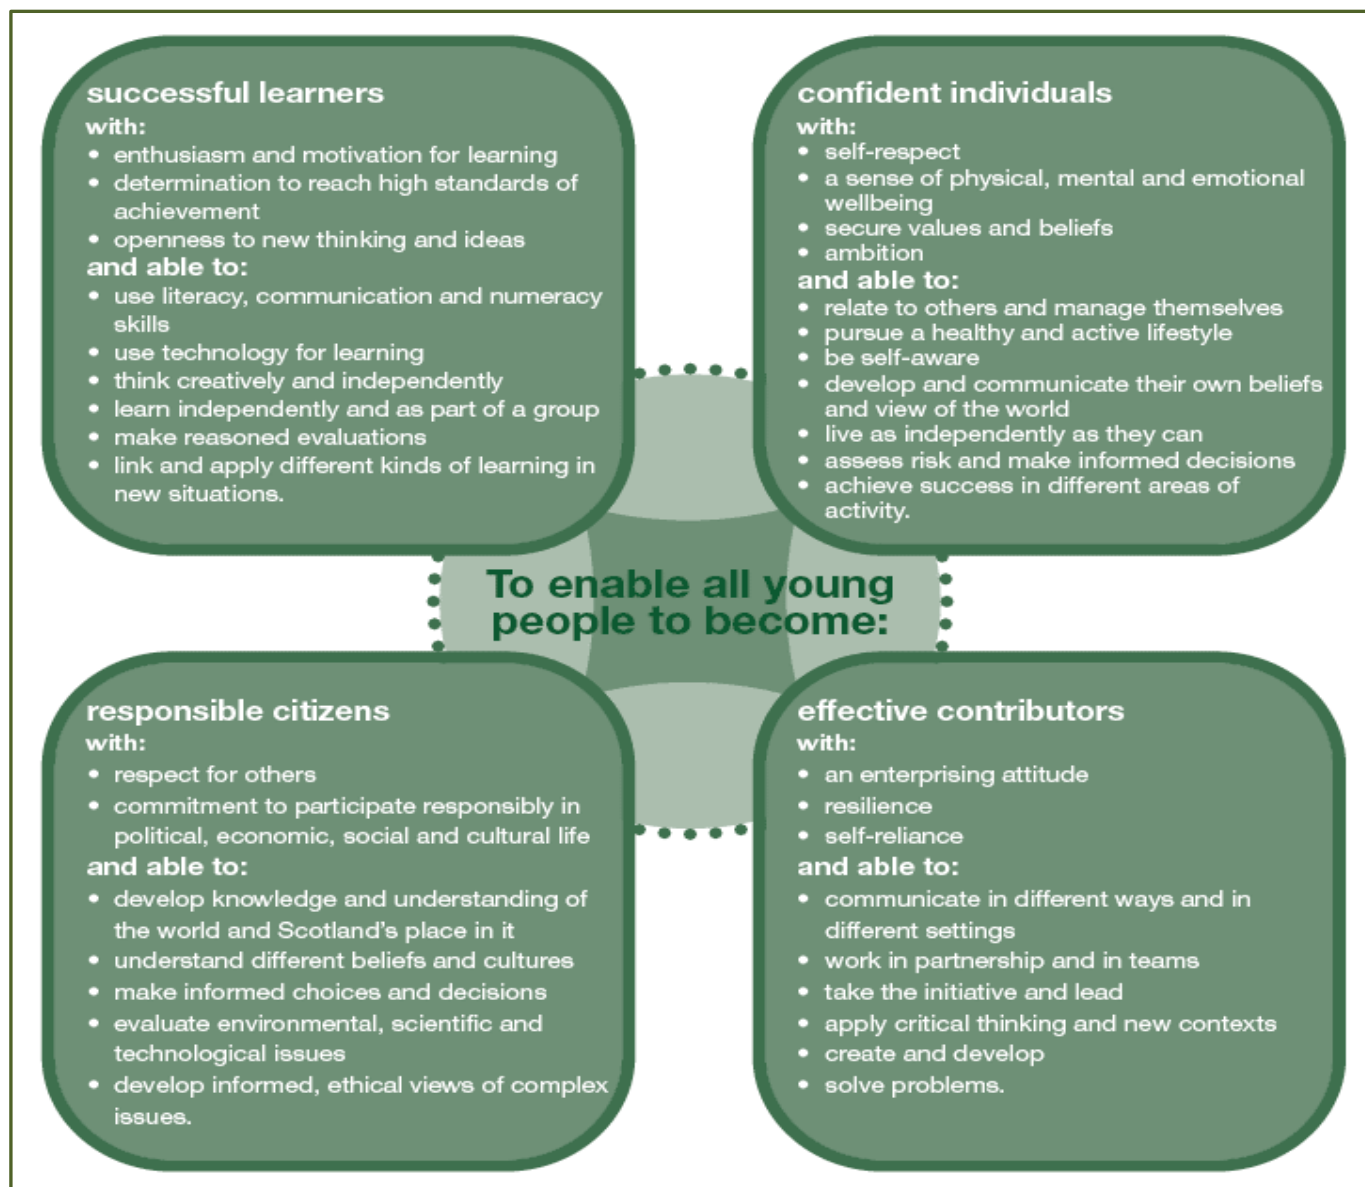 successful learners
with:
• enthusiasm and motivation for learning
• determination to reach high standards of
achievement
• openness to new thinking and ideas
and able to:
• use literacy, communication and numeracy
skills
• use technology for learning
• think creatively and independently
• learn independently and as part of a group
• make reasoned evaluations
• link and apply different kinds of learning in
new situations.
confident individuals
with:
• self-respect
• a sense of physical, mental and emotional
wellbeing
• secure values and beliefs
• ambition
and able to:
• relate to others and manage themselves
• pursue a healthy and active lifestyle
• be self-aware
• develop and communicate their own beliefs
and view of the world
• live as independently as they can
• assess risk and make informed decisions
• achieve success in different areas of
activity.
To enable all young
people to become:
responsible citizens
with:
• respect for others
• commitment to participate responsibly in
political, economic, social and cultural life
and able to:
• develop knowledge and understanding of
the world and Scotland's place in it
• understand different beliefs and cultures
• make informed choices and decisions
• evaluate environmental, scientific and
technological issues
• develop informed, ethical views of complex
issues.
effective contributors
with:
• an enterprising attitude
• resilience
• self-reliance
and able to:
• communicate in different ways and in
different settings
• work in partnership and in teams
• take the initiative and lead
• apply critical thinking and new contexts
• create and develop
• solve problems.